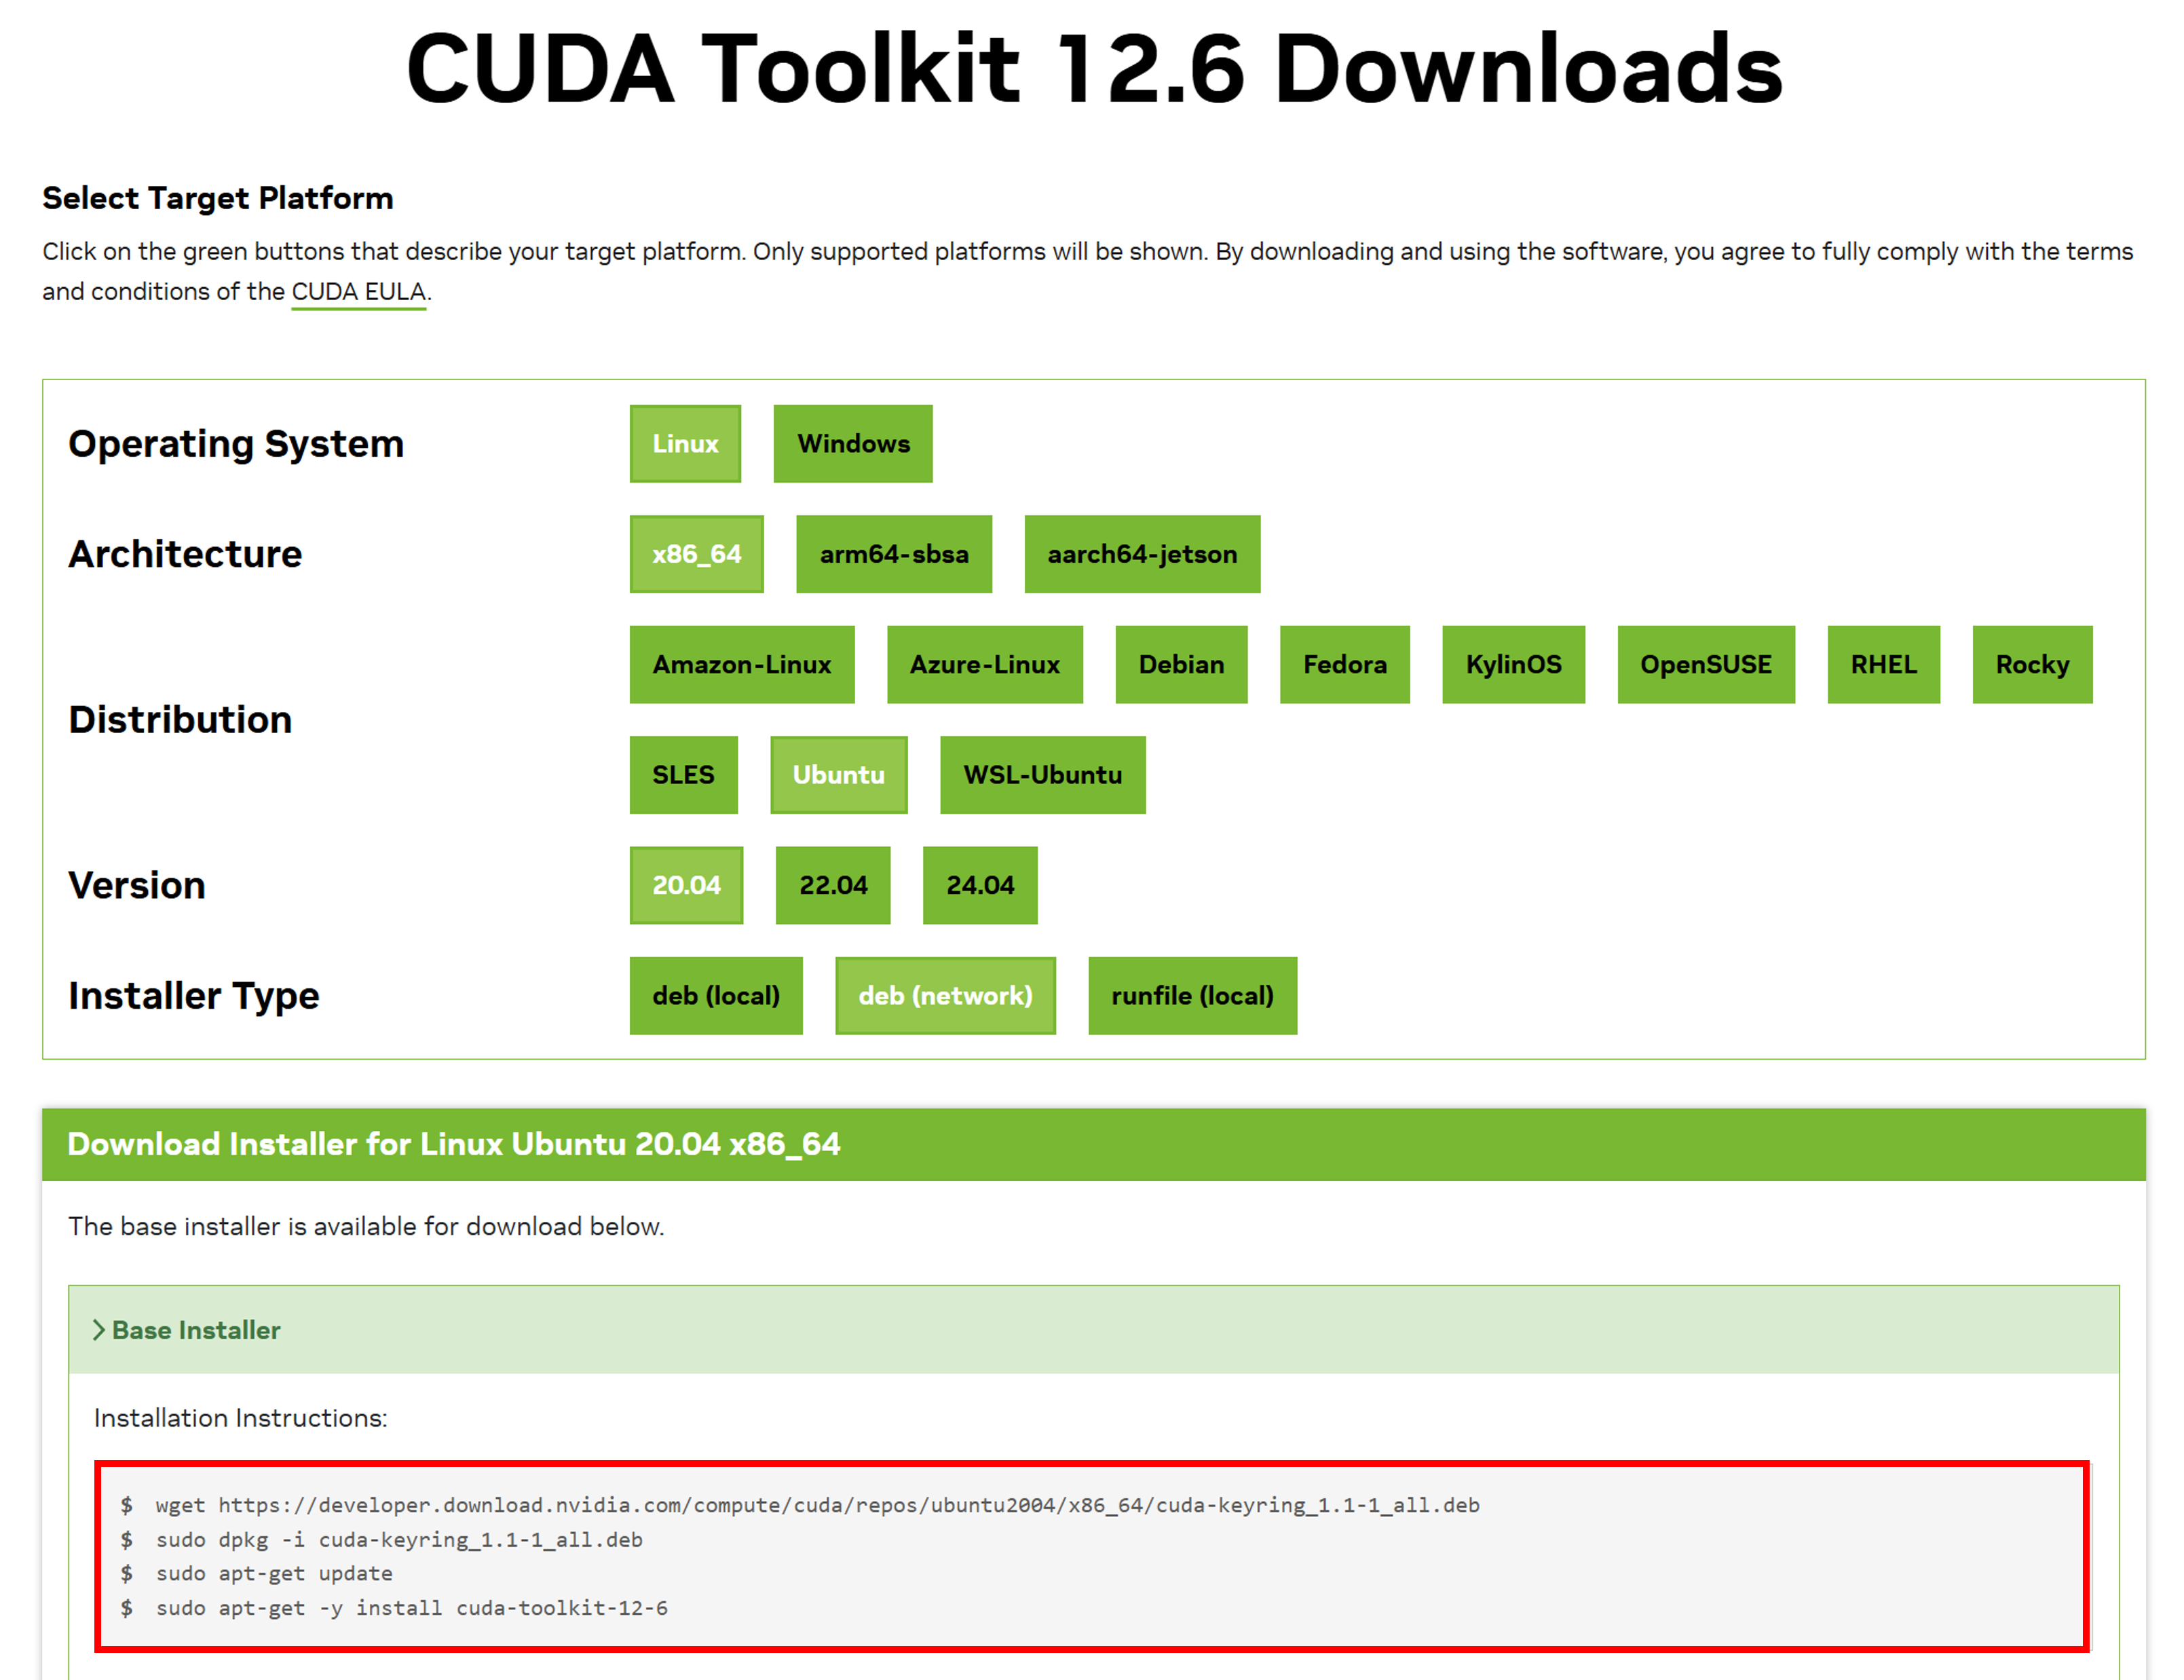 CUDA Toolkit 12.6 Downloads
Select Target Platform
Click on the green buttons that describe your target platform. Only supported platforms will be shown. By downloading and using the software, you agree to fully comply with the terms
and conditions of the CUDA EULA.
Operating System
Linux Windows
Architecture
x86_64 arm64-sbsa aarch64-jetson
Distribution
Amazon-Linux Azure-Linux Debian Fedora KylinOS OpenSUSE RHEL Rocky
SLES Ubuntu WSL-Ubuntu
Version
20.04 22.04 24.04
Installer Type
deb (local) deb (network) runfile (local)
Download Installer for Linux Ubuntu 20.04 x86_64
The base installer is available for download below.
Base Installer
Installation Instructions:
$ wget https://developer.download.nvidia.com/compute/cuda/repos/ubuntu2004/x86_64/cuda-keyring_1.1-1_all.deb
$ sudo dpkg -i cuda-keyring_1.1-1_all.deb
$ sudo apt-get update
$ sudo apt-get -y install cuda-toolkit-12-6